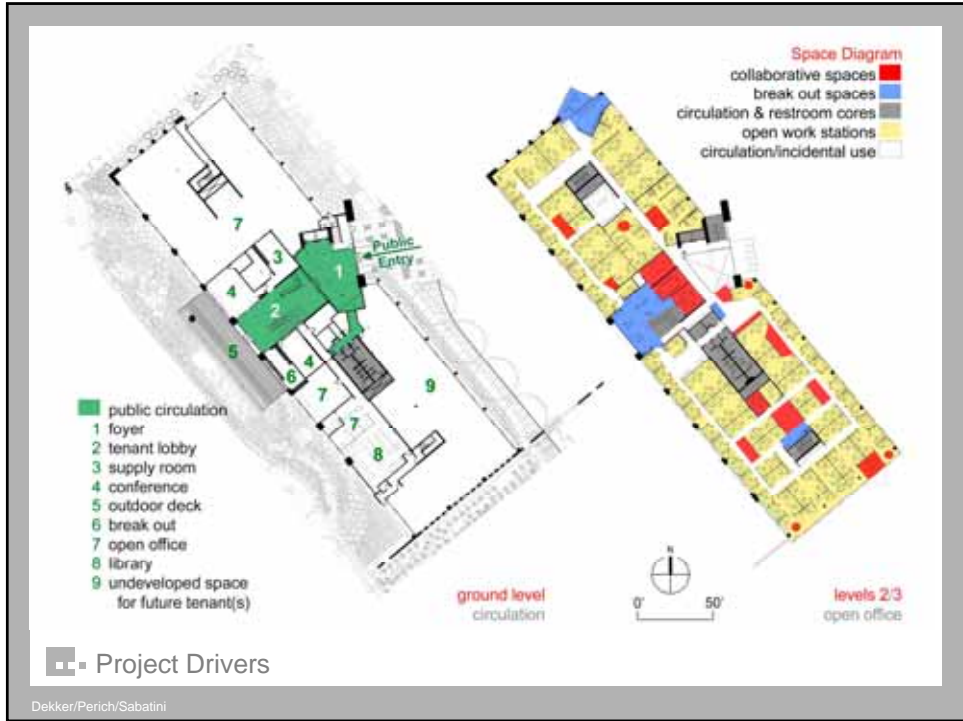 Space Diagram
collaborative spaces
break out spaces
circulation & restroom cores
open work stations
circulation/incidental use
7
3
1
Public
Entry
4
2
5
4
6
9
7
7
8
public circulation
1 foyer
2 tenant lobby
3 supply room
4 conference
5 outdoor deck
6 break out
7 open office
8 library
9 undeveloped space
for future tenant(s)
ground level
circulation
N
0' 50'
levels 2/3
open office
Project Drivers
Dekker/Perich/Sabatini